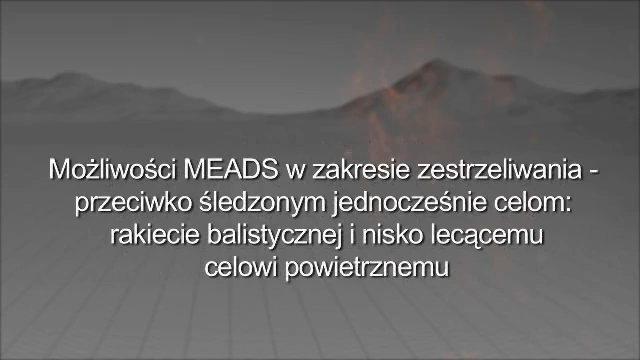 Możliwości MEADS w zakresie zestrzeliwania -
przeciwko śledzonym jednocześnie celom:
rakiecie balistycznej i nisko lecącemu
celowi powietrznemu